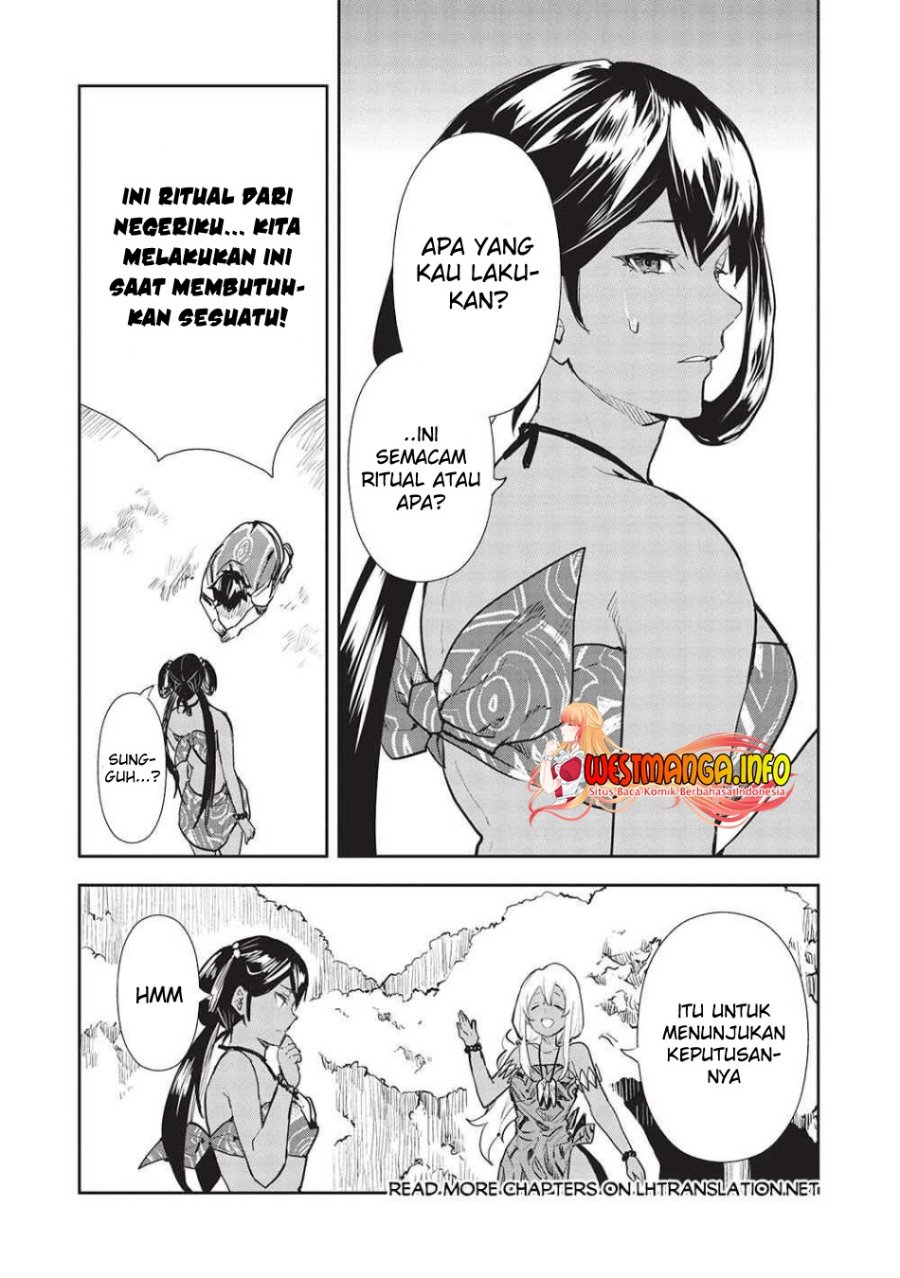 APA YANG
KAU LAKU-
KAN?
..INI
SEMACAM
RITUAL ATAU
APA?
INI RITUAL DARI
NEGERIKU... KITA
MELAKUKAN INI
SAAT MEMBUTUH-
KAN SESUATU!
SUNG-
GUH...?
WESTMANGA.INFO
Situs Baca Komik Berbahasa Indonesia
ITU UNTUK
MENUNJUKAN
KEPUTUSAN-
NYA
HMM
READ MORE CHAPTERS ON LHTRANSLATION.NET